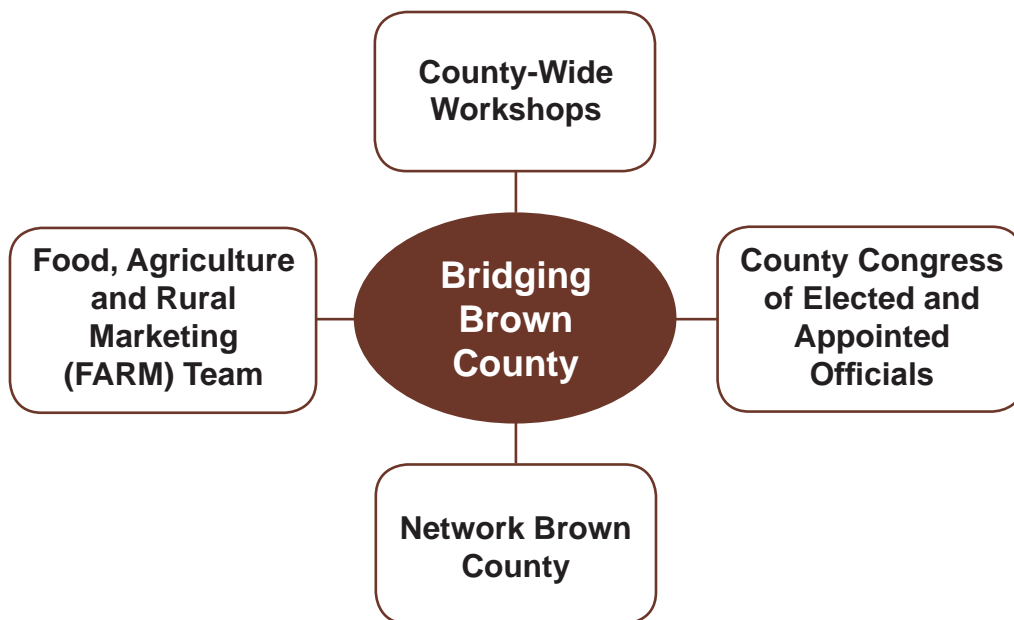 County-Wide
Workshops
Food, Agriculture
and Rural
Marketing
(FARM) Team
Bridging
Brown
County
County Congress
of Elected and
Appointed
Officials
Network Brown
County